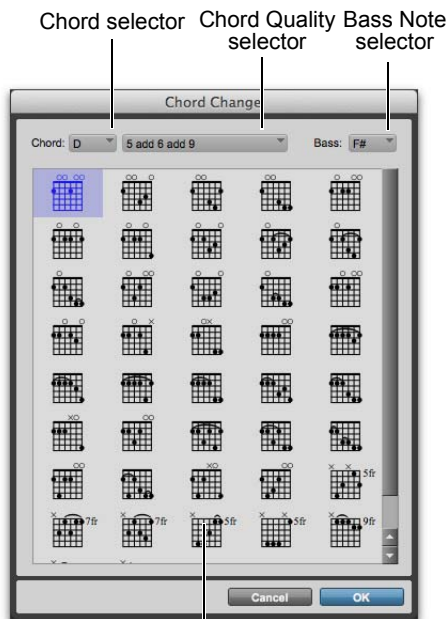 Chord selector
Chord Quality selector
Bass Note selector
Chord Change
Chord: D 5 add 6 add 9 Bass: F#
5fr
7fr 7fr 5fr 5fr 9fr
Cancel OK